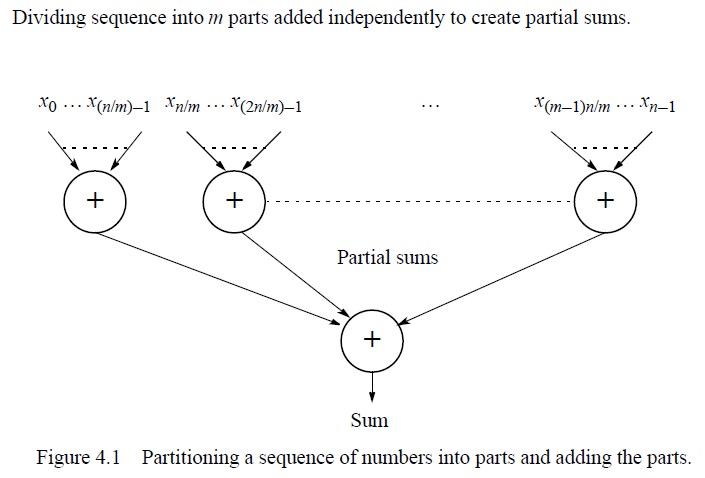 Dividing sequence into m parts added independently to create partial sums.
x0 … x(n/m)−1 xn/m … x(2n/m)−1 … x(m−1)n/m … xn−1
+ + +
Partial sums
+
Sum
Figure 4.1 Partitioning a sequence of numbers into parts and adding the parts.